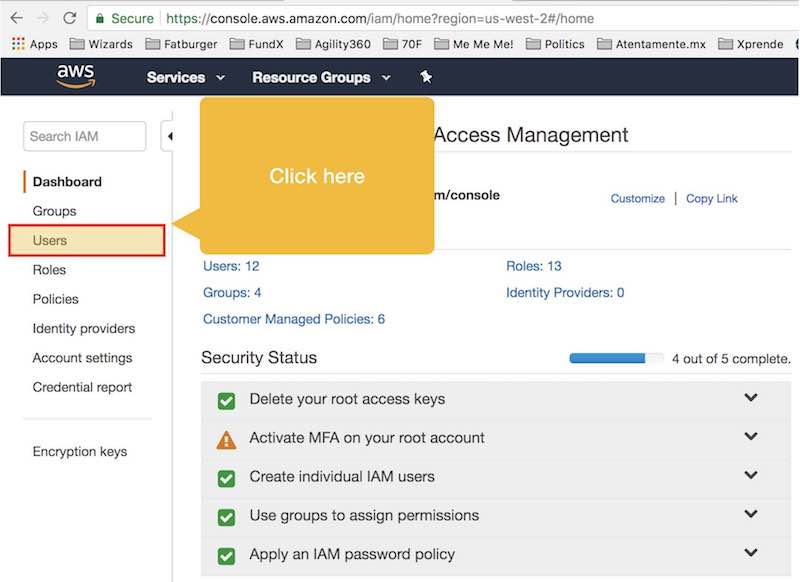 Secure https://console.aws.amazon.com/iam/home?region=us-west-2#/home
Apps Wizards Fatburger FundX Agility360 70F Me Me Me! Politics Atentamente.mx Xprende
aws Services Resource Groups
Search IAM
Access Management
Click here
Dashboard
m/console
Customize | Copy Link
Groups
Users
Roles
Policies
Identity providers
Account settings
Credential report
Encryption keys
Users: 12 Roles: 13
Groups: 4 Identity Providers: 0
Customer Managed Policies: 6
Security Status 4 out of 5 complete.
Delete your root access keys
Activate MFA on your root account
Create individual IAM users
Use groups to assign permissions
Apply an IAM password policy